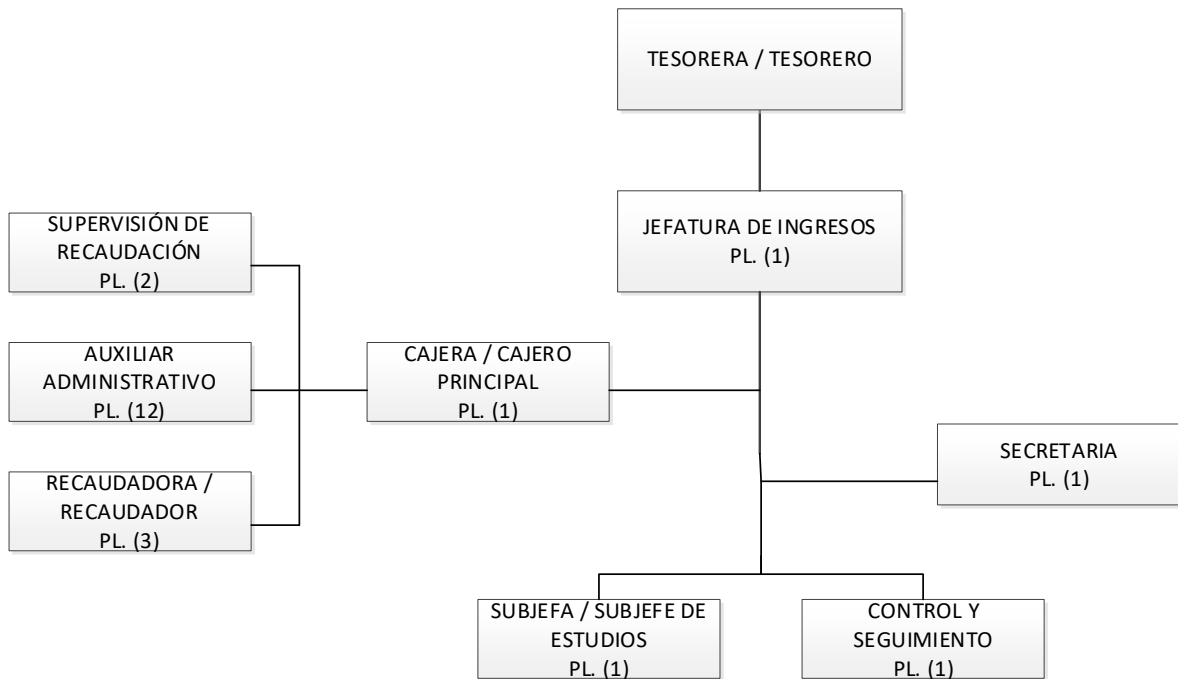 TESORERA / TESORERO
JEFATURA DE INGRESOS
PL. (1)
SUPERVISIÓN DE
RECAUDACIÓN
PL. (2)
AUXILIAR
ADMINISTRATIVO
PL. (12)
RECAUDADORA /
RECAUDADOR
PL. (3)
CAJERA / CAJERO
PRINCIPAL
PL. (1)
SECRETARIA
PL. (1)
SUBJEFA / SUBJEFE DE
ESTUDIOS
PL. (1)
CONTROL Y
SEGUIMIENTO
PL. (1)